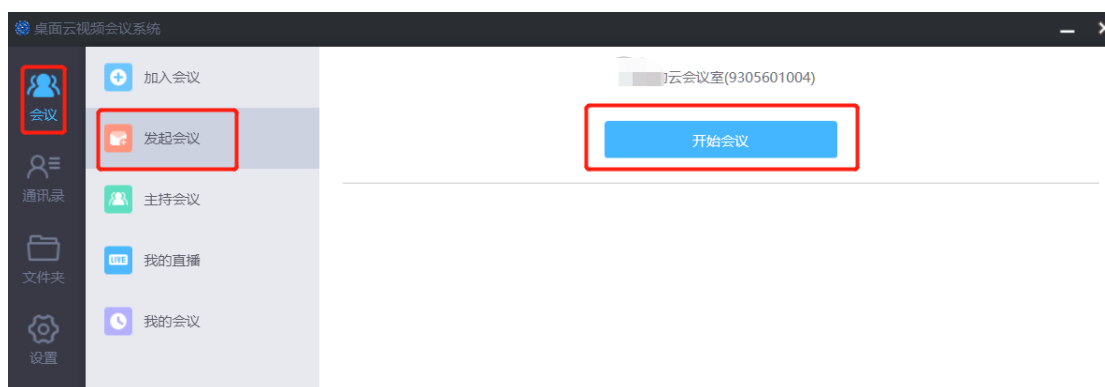 桌面云视频会议系统
会议
通讯录
文件夹
设置
加入会议
发起会议
主持会议
LIVE
我的直播
我的会议
云会议室(9305601004)
开始会议